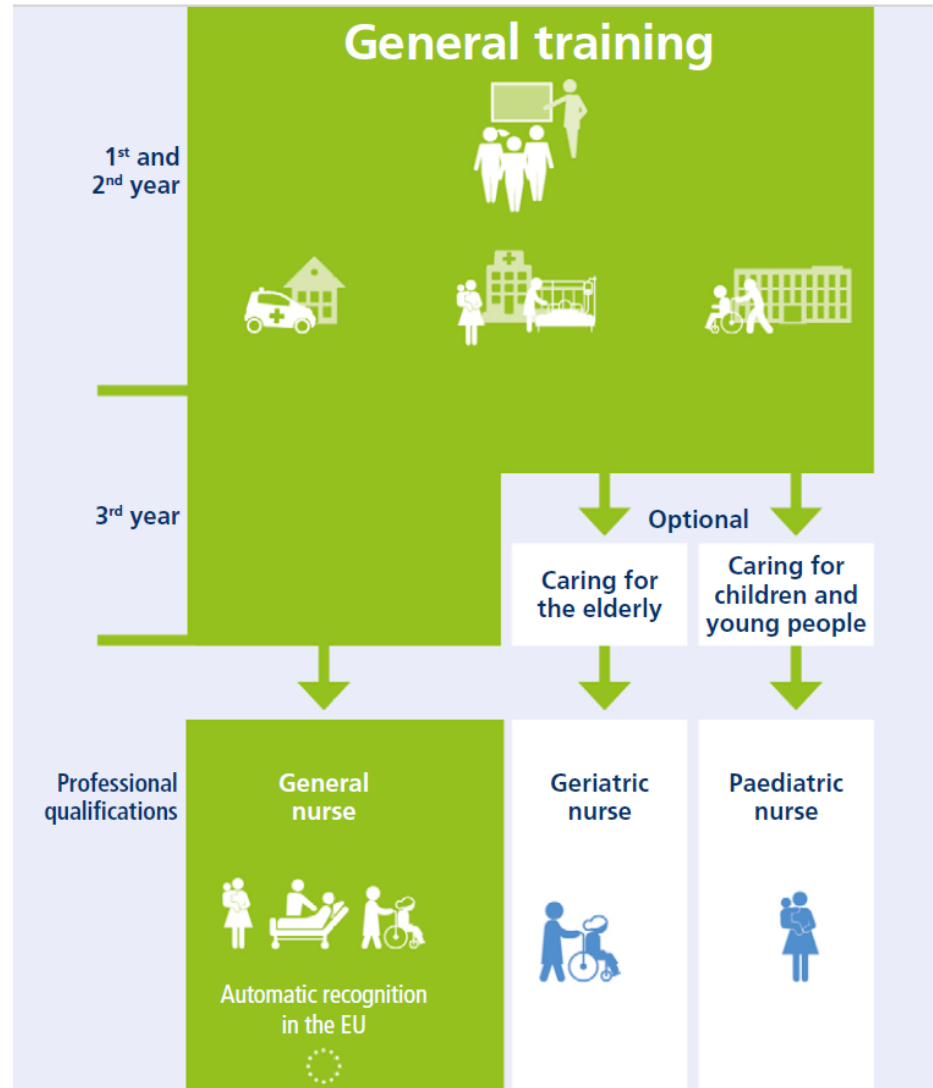 General training
1st and
2nd year
3rd year
Optional
Caring for
the elderly
Caring for
children and
young people
Professional
qualifications
General
nurse
Geriatric
nurse
Paediatric
nurse
Automatic recognition
in the EU